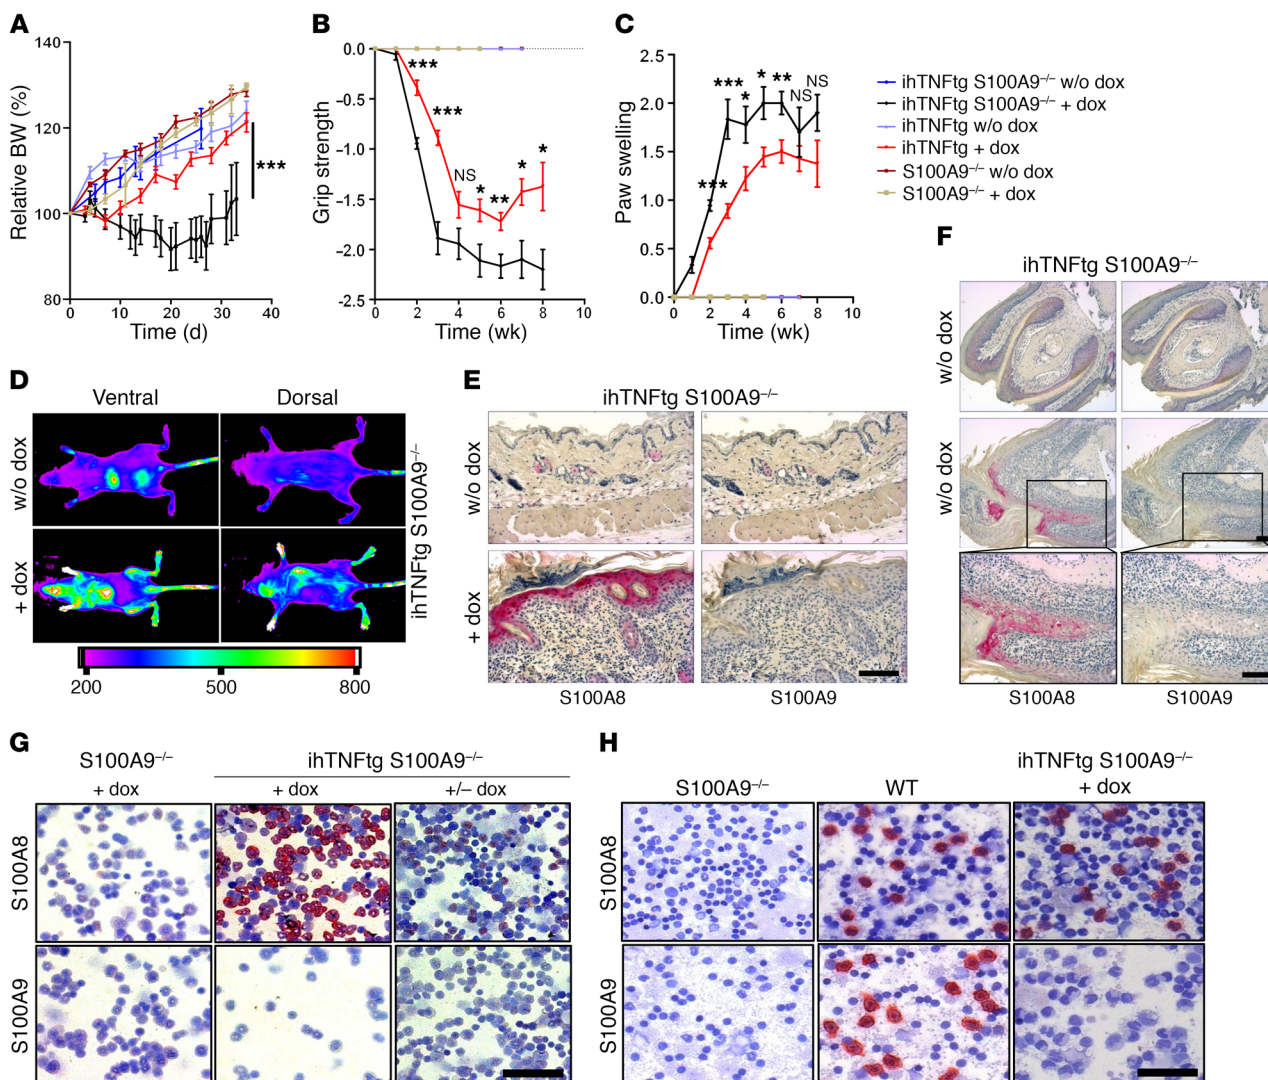 A
Relative BW (%)
140
120
100
80
0
10
20
30
40
Time (d)
***
B
Grip strength
0.0
–0.5
–1.0
–1.5
–2.0
–2.5
0
2
4
6
8
10
Time (wk)
***
***
NS
*
**
*
*
C
Paw swelling
2.5
2.0
1.5
1.0
0.5
0.0
0
2
4
6
8
10
Time (wk)
***
***
*
*
**
NS
NS
ihTNFtg S100A9–/– w/o dox
ihTNFtg S100A9–/– + dox
ihTNFtg w/o dox
ihTNFtg + dox
S100A9–/– w/o dox
S100A9–/– + dox
D
Ventral
Dorsal
w/o dox
+ dox
ihTNFtg S100A9–/–
200
500
800
E
ihTNFtg S100A9–/–
w/o dox
+ dox
S100A8
S100A9
F
ihTNFtg S100A9–/–
w/o dox
w/o dox
S100A8
S100A9
G
S100A9–/–
+ dox
ihTNFtg S100A9–/–
+ dox
+/– dox
S100A8
S100A9
H
S100A9–/–
WT
ihTNFtg S100A9–/–
+ dox
S100A8
S100A9